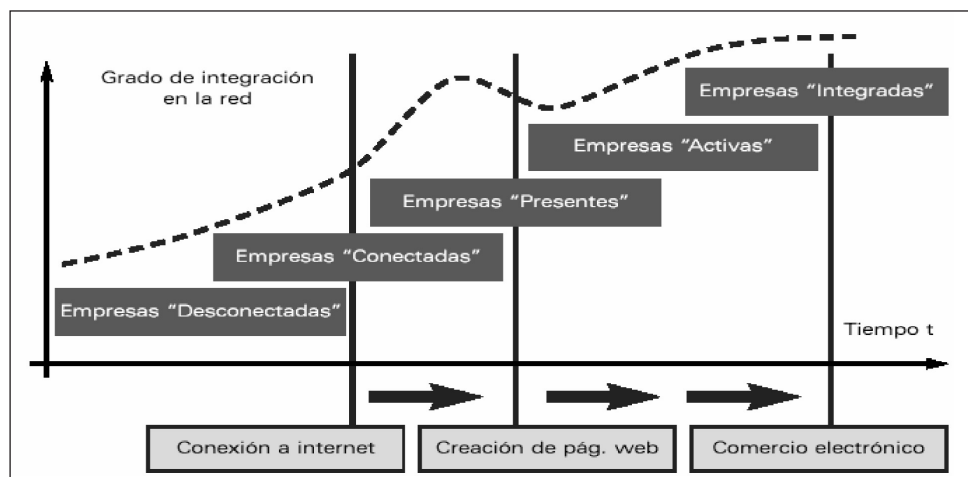 Grado de integración
en la red
Empresas “Integradas”
Empresas “Activas”
Empresas “Presentes”
Empresas “Conectadas”
Empresas “Desconectadas”
Tiempo t
Conexión a internet
Creación de pág. web
Comercio electrónico